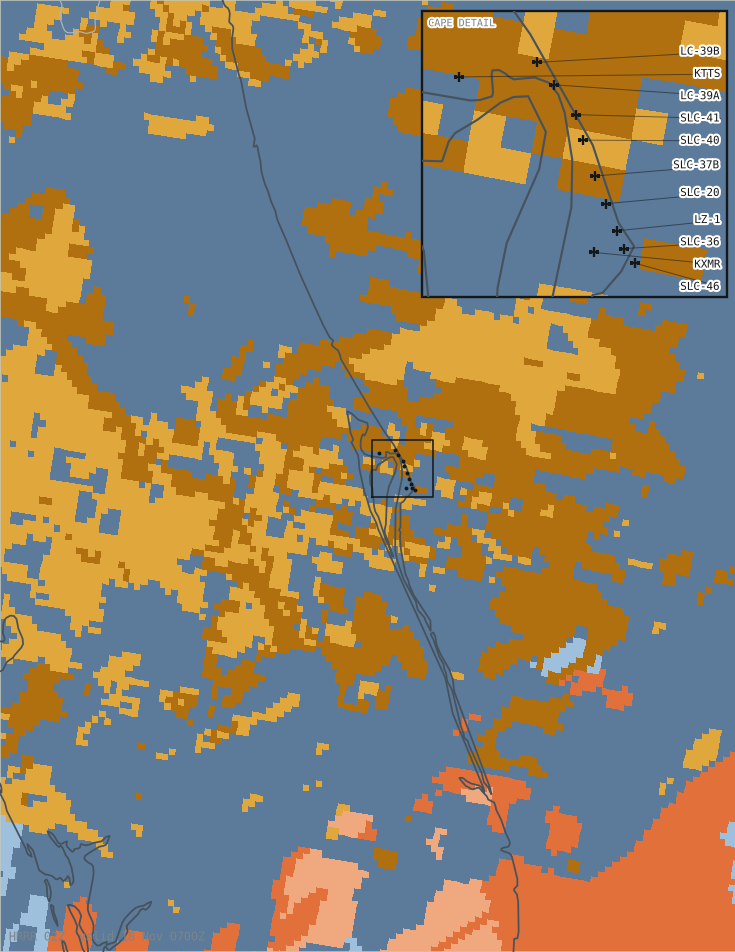 CAPE DETAIL
LC-39B
KTTS
LC-39A
SLC-41
SLC-40
SLC-37B
SLC-20
LZ-1
SLC-36
KXMR
SLC-46